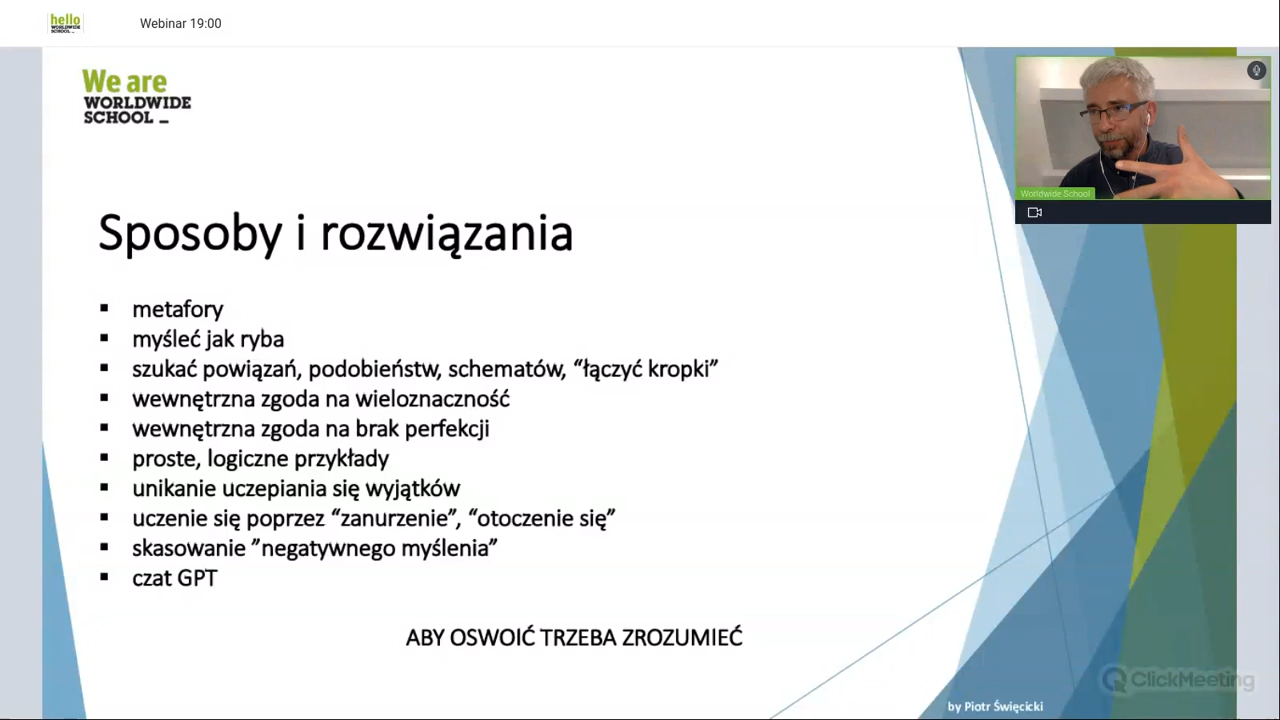 hello
WORLDWIDE
SCHOOL _
Webinar 19:00
We are
WORLDWIDE
SCHOOL _
Worldwide School
Sposoby i rozwiązania
▪ metafory
▪ myśleć jak ryba
▪ szukać powiązań, podobieństw, schematów, “łączyć kropki”
▪ wewnętrzna zgoda na wieloznaczność
▪ wewnętrzna zgoda na brak perfekcji
▪ proste, logiczne przykłady
▪ unikanie uczepiania się wyjątków
▪ uczenie się poprzez “zanurzenie”, “otoczenie się”
▪ skasowanie ”negatywnego myślenia”
▪ czat GPT
ABY OSWOIĆ TRZEBA ZROZUMIEĆ
ClickMeeting
by Piotr Święcicki